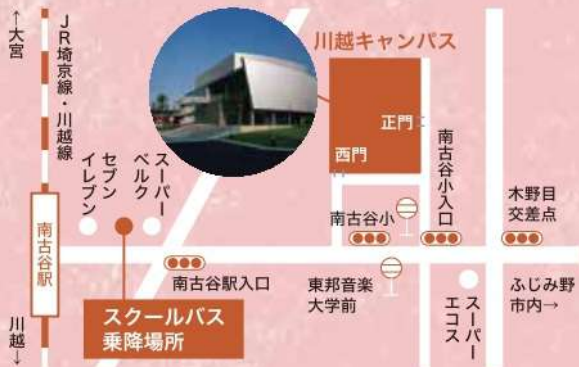 ↑大宮
JR埼京線・川越線
川越キャンパス
正門
西門
セブン
イレブン
スーパー
ベルク
南古谷駅
南古谷小
南古谷小入口
木野目
交差点
南古谷駅入口
東邦音楽
大学前
スーパー
エコス
ふじみ野
市内→
スクールバス
乗降場所
川越↓